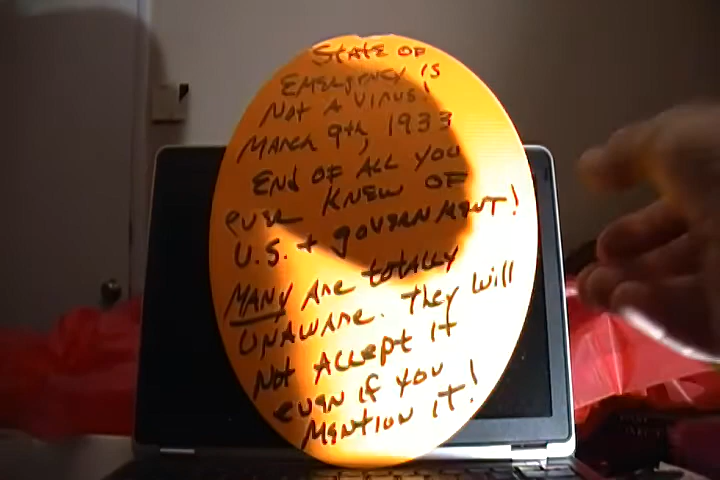 State of
Emergency is
Not a virus!
March 9th, 1933
End of all you
ever knew of
U.S. + government!
Many are totally
unaware. They will
not accept it
even if you
mention it!